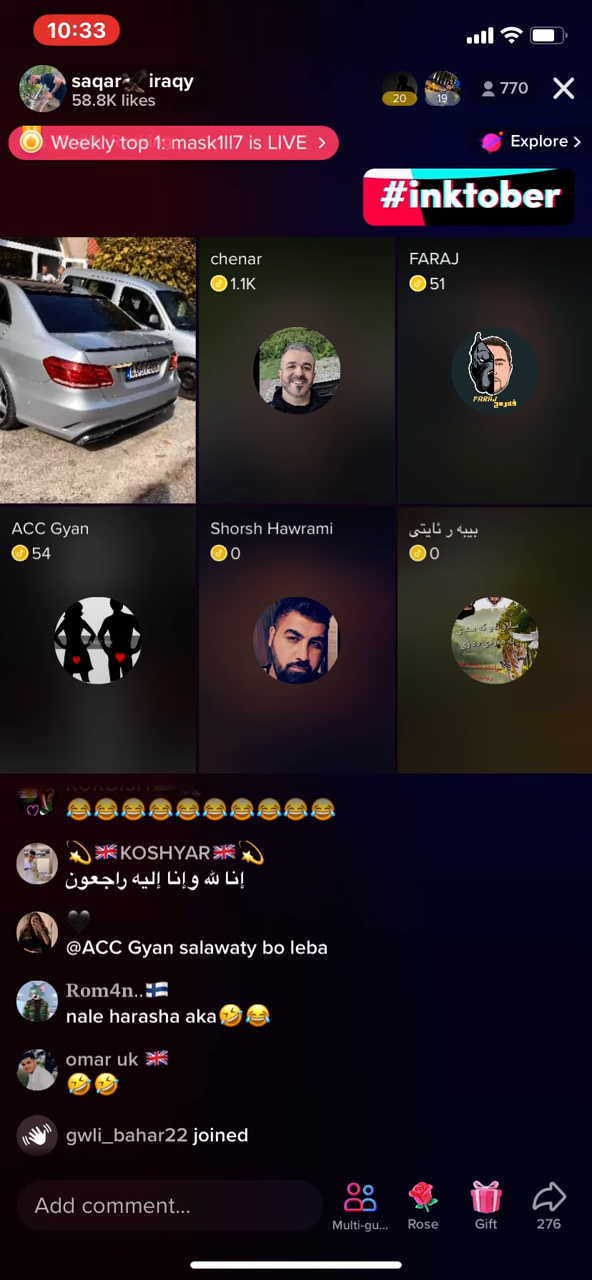 10:33
saqar🦅iraqy
58.8K likes
20
19
770
Weekly top 1: mask1ll7 is LIVE >
Explore >
#inktober
chenar
1.1K
FARAJ
51
FARAJ
فەرەج
ACC Gyan
54
Shorsh Hawrami
0
بیبه ر ئایتی
0
😂😂😂😂😂😂😂😂😂😂
💫🇬🇧KOSHYAR🇬🇧💫
إنا لله وإنا إليه راجعون
🖤
@ACC Gyan salawaty bo leba
Rom4n..🇫🇮
nale harasha aka🤣😂
omar uk 🇬🇧
🤣🤣
gwli_bahar22 joined
Add comment...
Multi-gu...
Rose
Gift
276